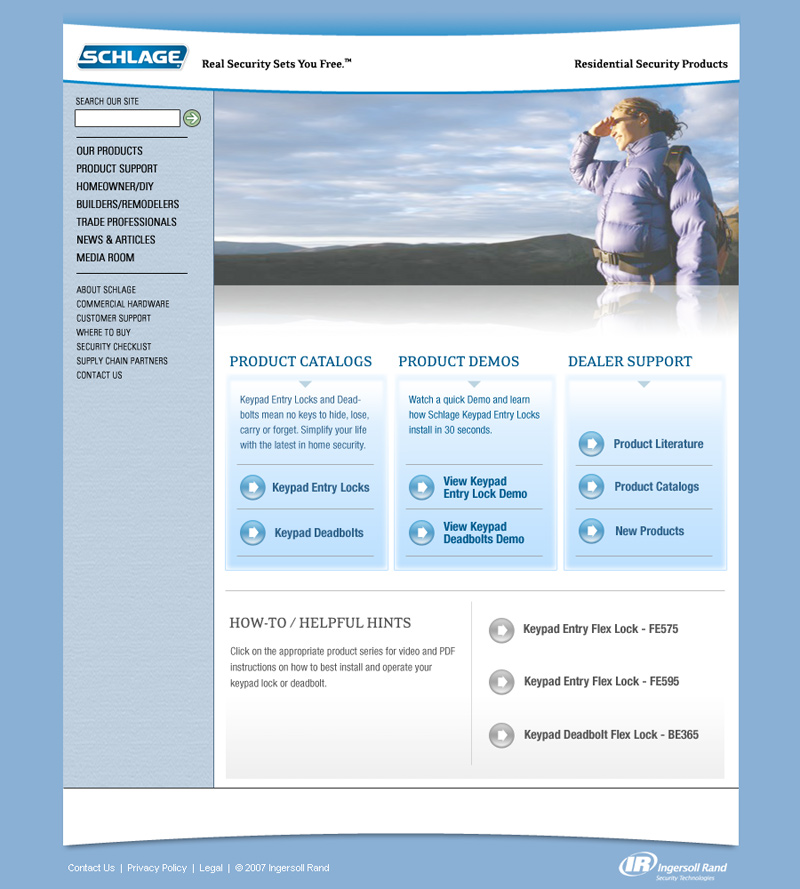 SCHLAGE
Real Security Sets You Free.™
Residential Security Products
SEARCH OUR SITE
OUR PRODUCTS
PRODUCT SUPPORT
HOMEOWNER/DIY
BUILDERS/REMODELERS
TRADE PROFESSIONALS
NEWS & ARTICLES
MEDIA ROOM
ABOUT SCHLAGE
COMMERCIAL HARDWARE
CUSTOMER SUPPORT
WHERE TO BUY
SECURITY CHECKLIST
SUPPLY CHAIN PARTNERS
CONTACT US
PRODUCT CATALOGS
Keypad Entry Locks and Dead-
bolts mean no keys to hide, lose,
carry or forget. Simplify your life
with the latest in home security.
Keypad Entry Locks
Keypad Deadbolts
PRODUCT DEMOS
Watch a quick Demo and learn
how Schlage Keypad Entry Locks
install in 30 seconds.
View Keypad
Entry Lock Demo
View Keypad
Deadbolts Demo
DEALER SUPPORT
Product Literature
Product Catalogs
New Products
HOW-TO / HELPFUL HINTS
Click on the appropriate product series for video and PDF
instructions on how to best install and operate your
keypad lock or deadbolt.
Keypad Entry Flex Lock - FE575
Keypad Entry Flex Lock - FE595
Keypad Deadbolt Flex Lock - BE365
Contact Us | Privacy Policy | Legal | © 2007 Ingersoll Rand
IR Ingersoll Rand
Security Technologies